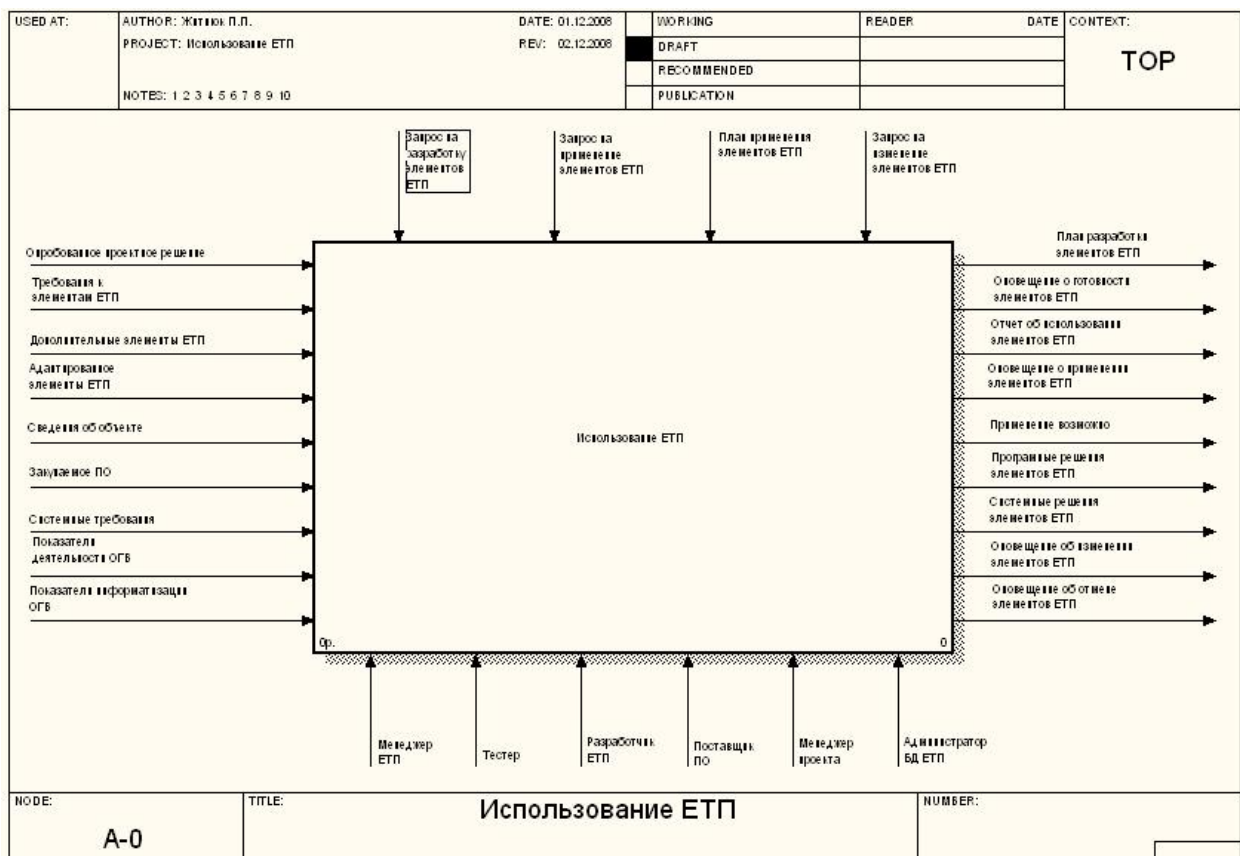 USED AT:
AUTHOR: Житнюк П.П.
DATE: 01.12.2008
WORKING
READER
DATE
CONTEXT:
PROJECT: Использование ЕТП
REV: 02.12.2008
DRAFT
TOP
RECOMMENDED
NOTES: 1 2 3 4 5 6 7 8 9 10
PUBLICATION
Запрос на
разработку
элементов
ЕТП
Запрос на
применение
элементов ЕТП
План применения
элементов ЕТП
Запрос на
изменение
элементов ЕТП
Опробованное проектное решение
Требования к
элементам ЕТП
Дополнительные элементы ЕТП
Адаптированное
элементы ЕТП
Сведения об объекте
Закупаемое ПО
Системные требования
Показатели
деятельности ОГВ
Показатели информатизации
ОГВ
Использование ЕТП
0р.
0
План разработки
элементов ЕТП
Оповещение о готовности
элементов ЕТП
Отчет об использовании
элементов ЕТП
Оповещение о применении
элементов ЕТП
Применение возможно
Програмные решения
элементов ЕТП
Системные решения
элементов ЕТП
Оповещение об изменении
элементов ЕТП
Оповещение об отмене
элементов ЕТП
Менеджер
ЕТП
Тестер
Разработчик
ЕТП
Поставщик
ПО
Менеджер
проекта
Администратор
БД ЕТП
NODE:
TITLE:
NUMBER:
A-0
Использование ЕТП